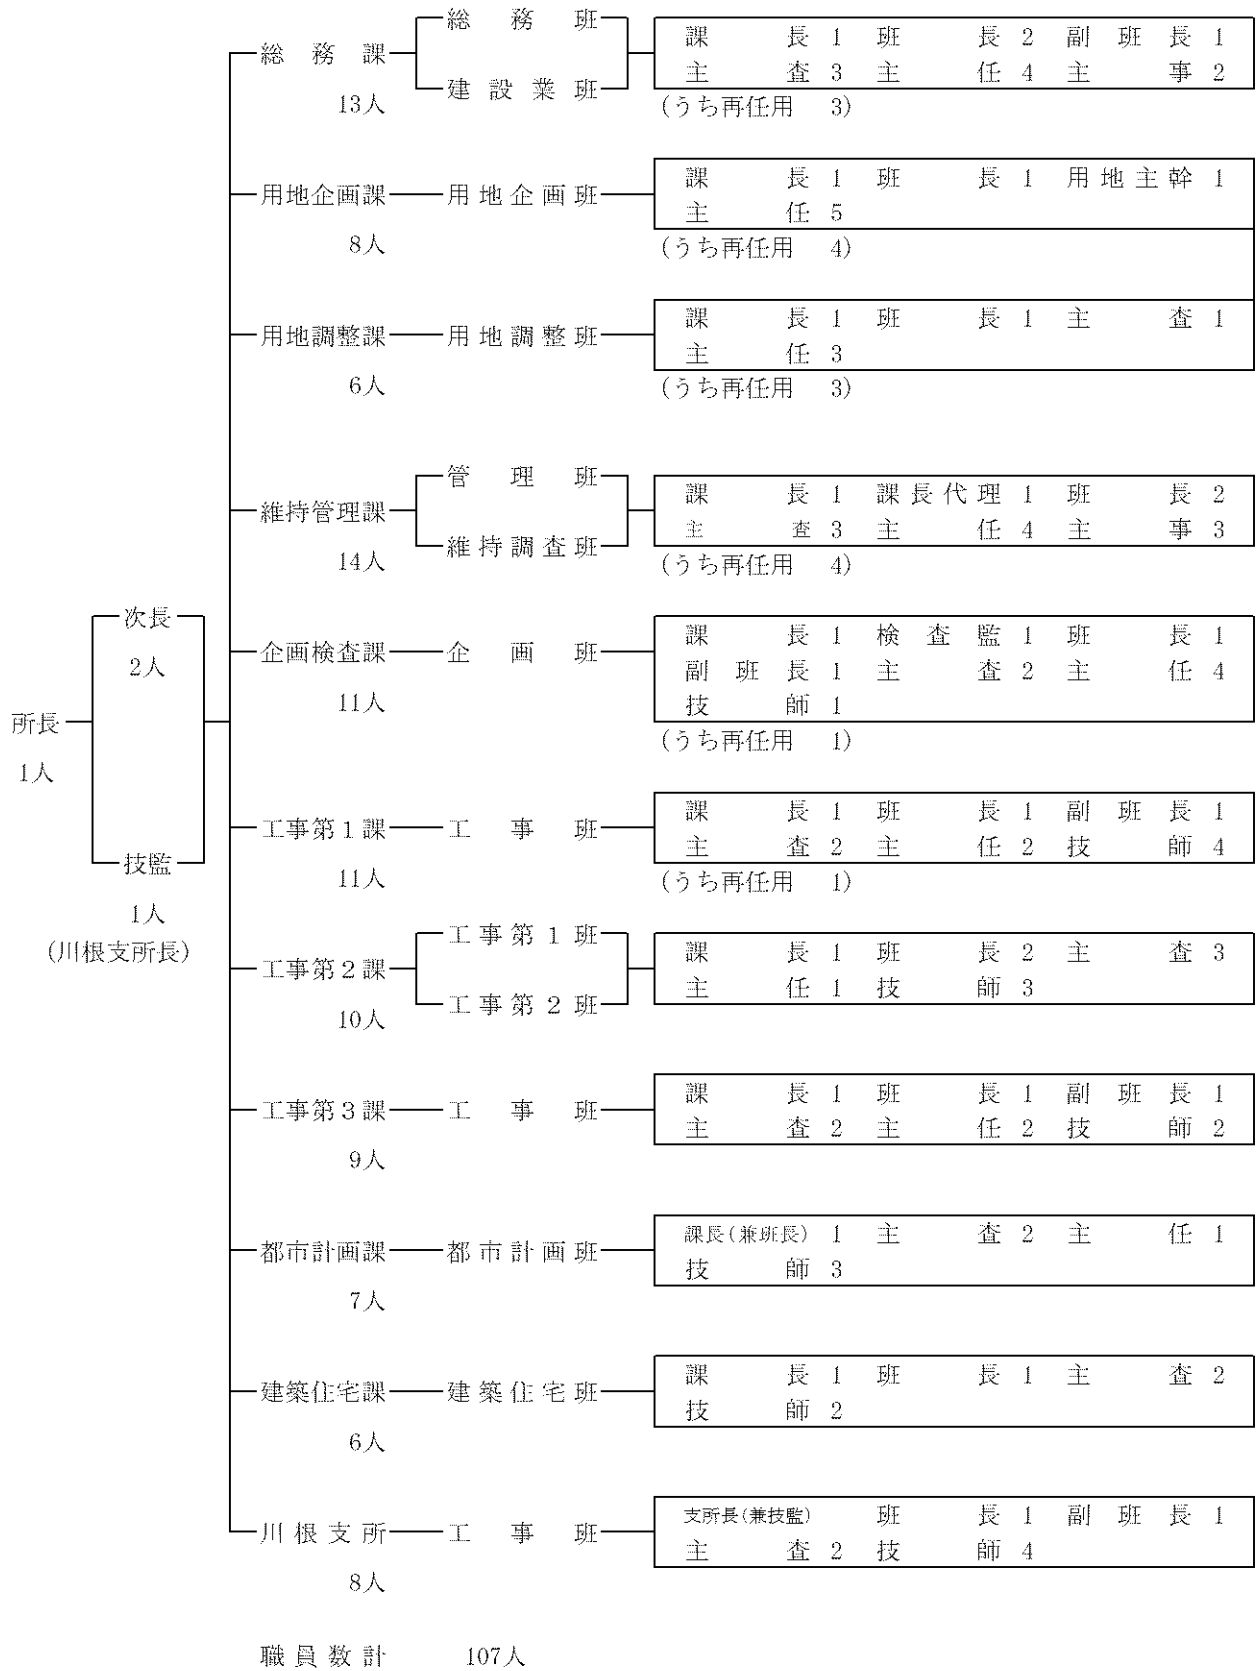 総務課
13人
総務班
建設業班
課長 1 班長 2 副班長 1
主査 3 主任 4 主事 2
(うち再任用 3)
用地企画課
8人
用地企画班
課長 1 班長 1 用地主幹 1
主任 5
(うち再任用 4)
用地調整課
6人
用地調整班
課長 1 班長 1 主査 1
主任 3
(うち再任用 3)
維持管理課
14人
管理班
維持調査班
課長 1 課長代理 1 班長 2
主査 3 主任 4 主事 3
(うち再任用 4)
所長
1人
次長
2人
技監
1人
(川根支所長)
企画検査課
11人
企画班
課長 1 検査監 1 班長 1
副班長 1 主査 2 主任 4
技師 1
(うち再任用 1)
工事第1課
11人
工事班
課長 1 班長 1 副班長 1
主査 2 主任 2 技師 4
(うち再任用 1)
工事第2課
10人
工事第1班
工事第2班
課長 1 班長 2 主査 3
主任 1 技師 3
工事第3課
9人
工事班
課長 1 班長 1 副班長 1
主査 2 主任 2 技師 2
都市計画課
7人
都市計画班
課長(兼班長) 1 主査 2 主任 1
技師 3
建築住宅課
6人
建築住宅班
課長 1 班長 1 主査 2
技師 2
川根支所
8人
工事班
支所長(兼技監) 班長 1 副班長 1
主査 2 技師 4
職員数計 107人